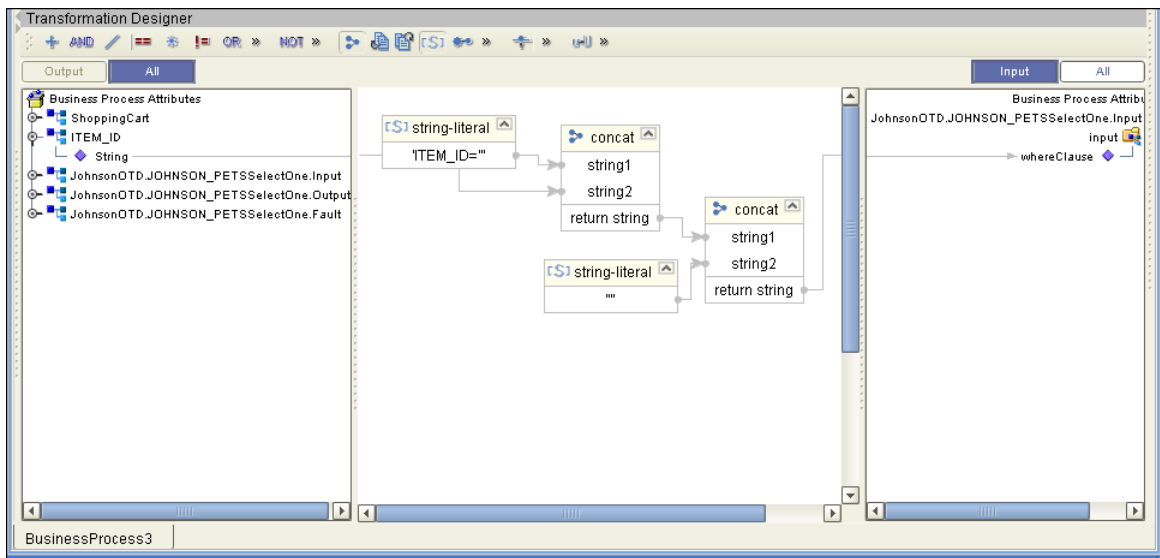 Transformation Designer
AND == != OR » NOT » [S] » » »
Output All Input All
Business Process Attributes
ShoppingCart
ITEM_ID
String
JohnsonOTD.JOHNSON_PETSSelectOne.Input
JohnsonOTD.JOHNSON_PETSSelectOne.Output
JohnsonOTD.JOHNSON_PETSSelectOne.Fault
[S] string-literal
'ITEM_ID='"
concat
string1
string2
return string
[S] string-literal
""
concat
string1
string2
return string
Business Process Attribu
JohnsonOTD.JOHNSON_PETSSelectOne.Input
input
whereClause
BusinessProcess3